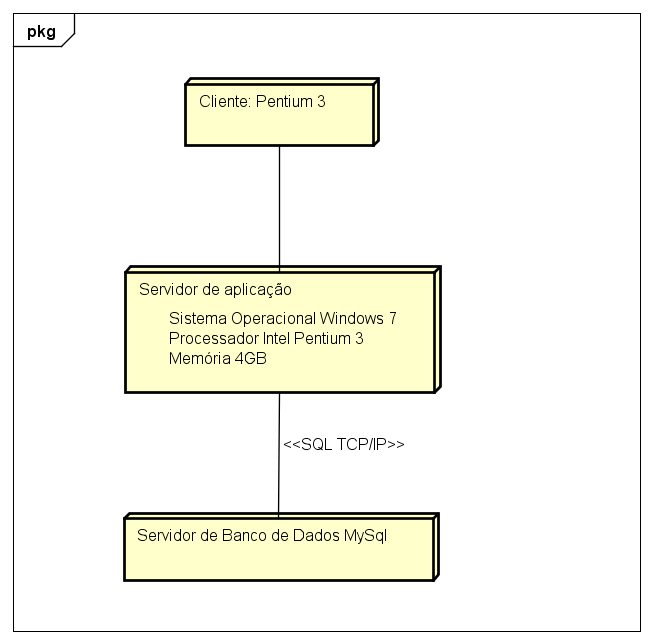 pkg
Cliente: Pentium 3
Servidor de aplicação
Sistema Operacional Windows 7
Processador Intel Pentium 3
Memória 4GB
<<SQL TCP/IP>>
Servidor de Banco de Dados MySql